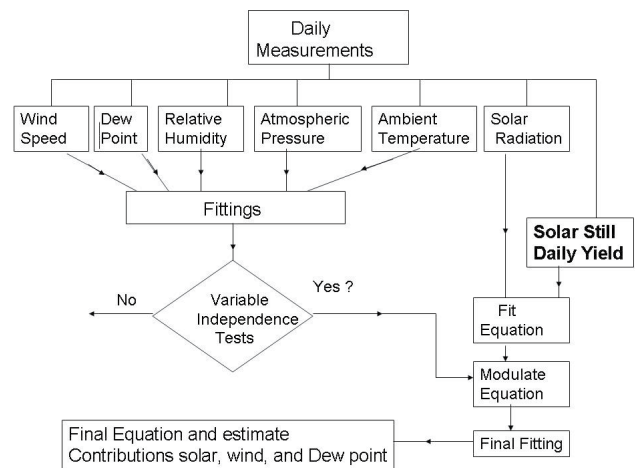 Daily
Measurements
Wind
Speed
Dew
Point
Relative
Humidity
Atmospheric
Pressure
Ambient
Temperature
Solar
Radiation
Fittings
Solar Still
Daily Yield
No
Variable
Independence
Tests
Yes ?
Fit
Equation
Modulate
Equation
Final Equation and estimate
Contributions solar, wind, and Dew point
Final Fitting